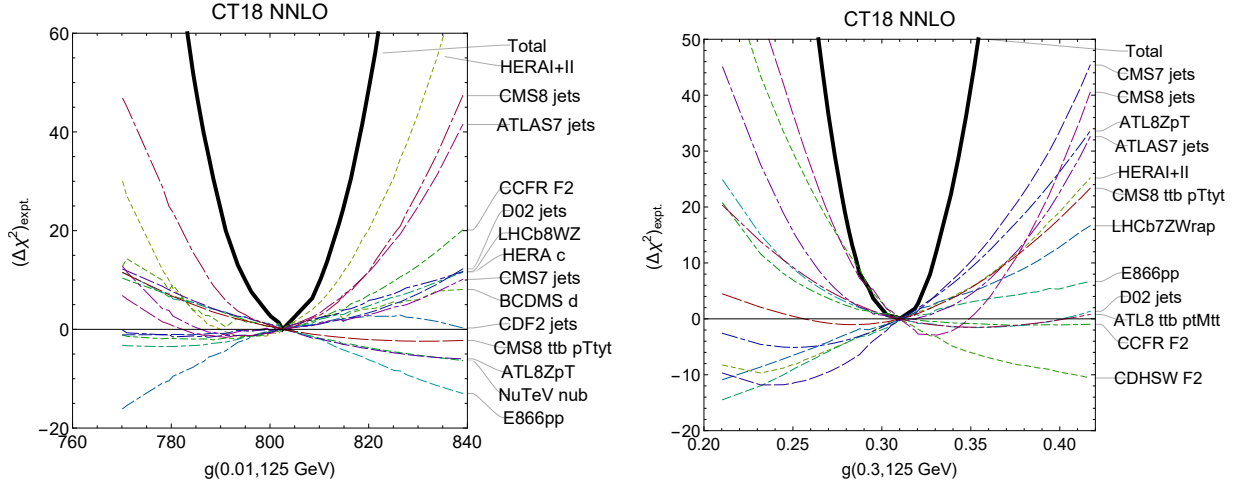 CT18 NNLO
60
40
20
0
−20
(Δχ²)expt.
760
780
800
820
840
g(0.01,125 GeV)
Total
HERAI+II
CMS8 jets
ATLAS7 jets
CCFR F2
D02 jets
LHCb8WZ
HERA c
CMS7 jets
BCDMS d
CDF2 jets
CMS8 ttb pTtyt
ATL8ZpT
NuTeV nub
E866pp
CT18 NNLO
50
40
30
20
10
0
−10
−20
(Δχ²)expt.
0.20
0.25
0.30
0.35
0.40
g(0.3,125 GeV)
Total
CMS7 jets
CMS8 jets
ATL8ZpT
ATLAS7 jets
HERAI+II
CMS8 ttb pTtyt
LHCb7ZWrap
E866pp
D02 jets
ATL8 ttb ptMtt
CCFR F2
CDHSW F2